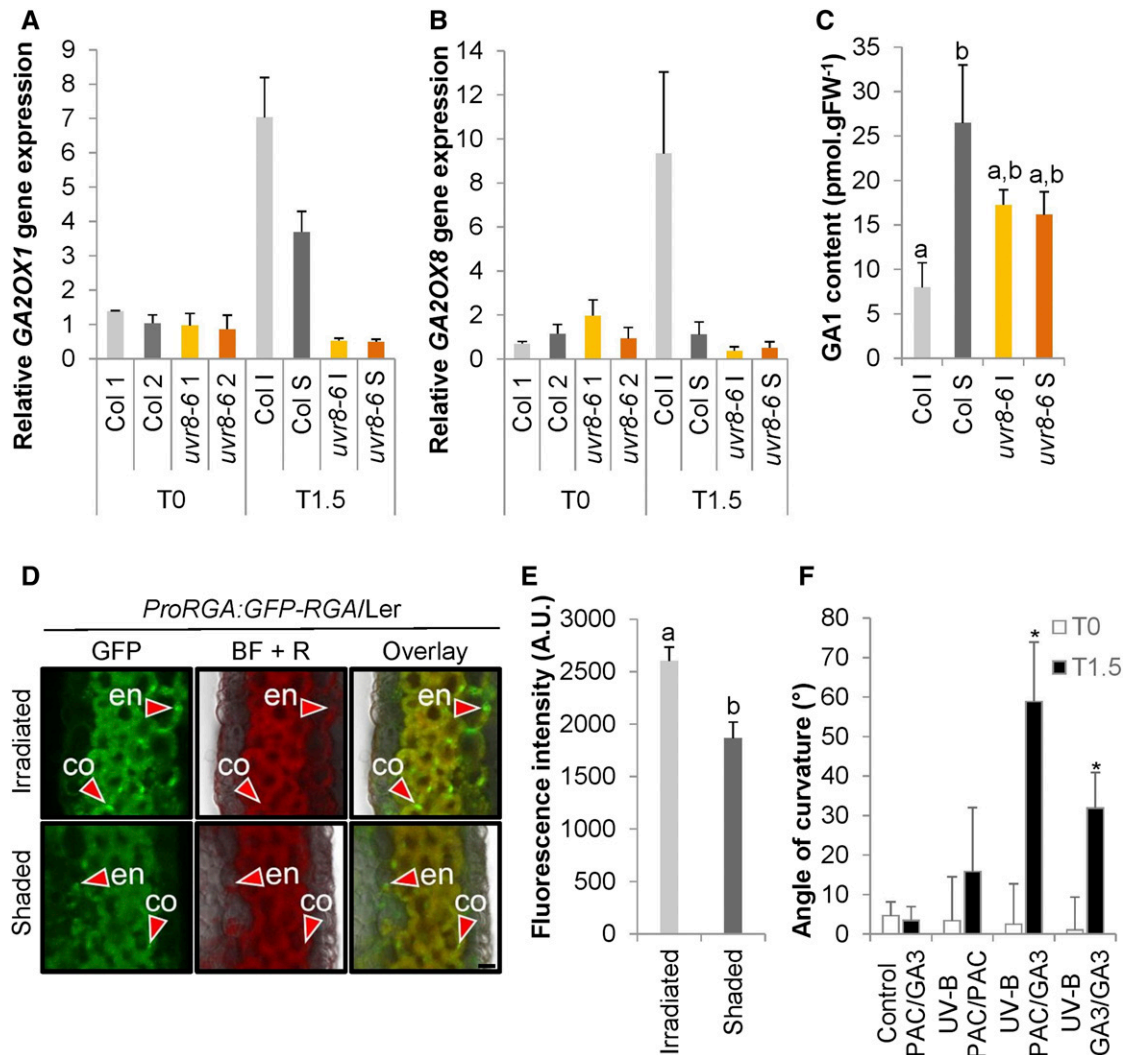 A
Relative GA2OX1 gene expression
9
8
7
6
5
4
3
2
1
0
Col 1
Col 2
uvr8-6 1
uvr8-6 2
Col I
Col S
uvr8-6 I
uvr8-6 S
T0
T1.5
B
Relative GA2OX8 gene expression
14
12
10
8
6
4
2
0
Col 1
Col 2
uvr8-6 1
uvr8-6 2
Col I
Col S
uvr8-6 I
uvr8-6 S
T0
T1.5
C
GA1 content (pmol.gFW-1)
35
30
25
20
15
10
5
0
a
b
a,b
a,b
Col I
Col S
uvr8-6 I
uvr8-6 S
D
ProRGA:GFP-RGA/Ler
GFP
BF + R
Overlay
Irradiated
en
co
en
co
en
co
Shaded
en
co
en
co
en
co
E
Fluorescence intensity (A.U.)
3000
2500
2000
1500
1000
500
0
a
b
Irradiated
Shaded
F
Angle of curvature (°)
80
70
60
50
40
30
20
10
0
T0
T1.5
*
*
Control
PAC/GA3
UV-B
PAC/PAC
UV-B
PAC/GA3
UV-B
GA3/GA3